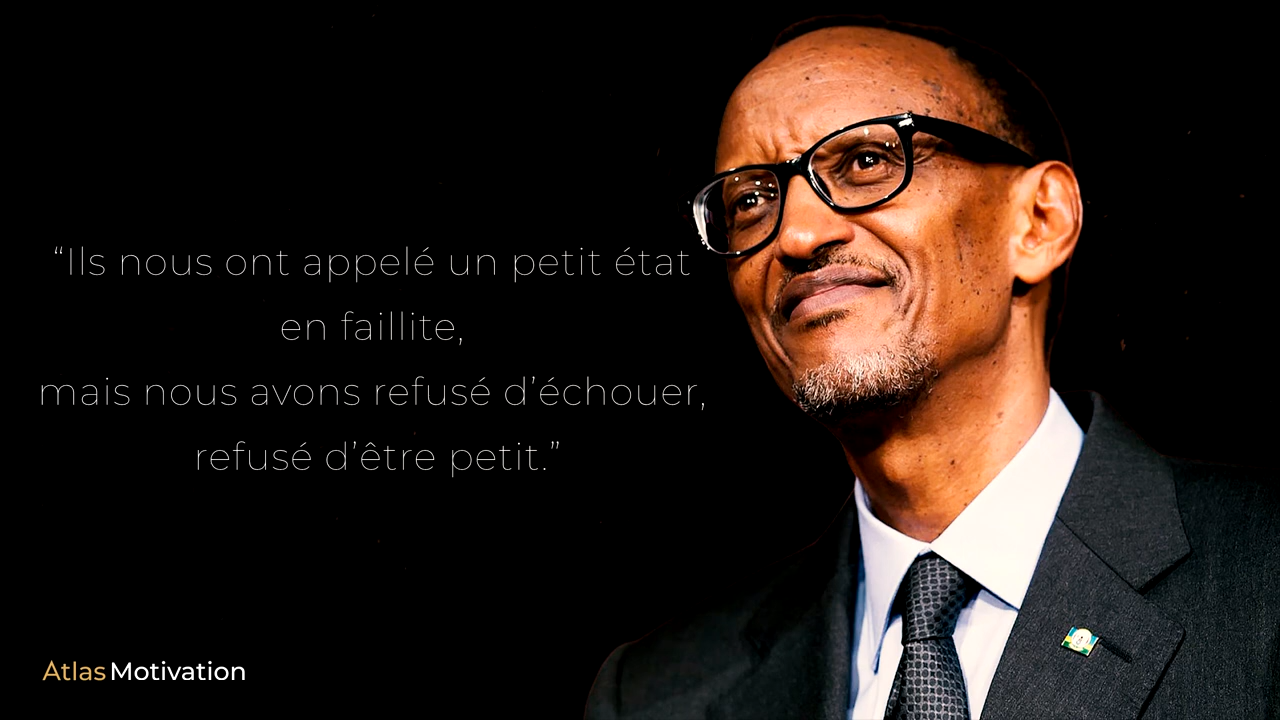 “Ils nous ont appelé un petit état
en faillite,
mais nous avons refusé d’échouer,
refusé d’être petit.”
Atlas Motivation